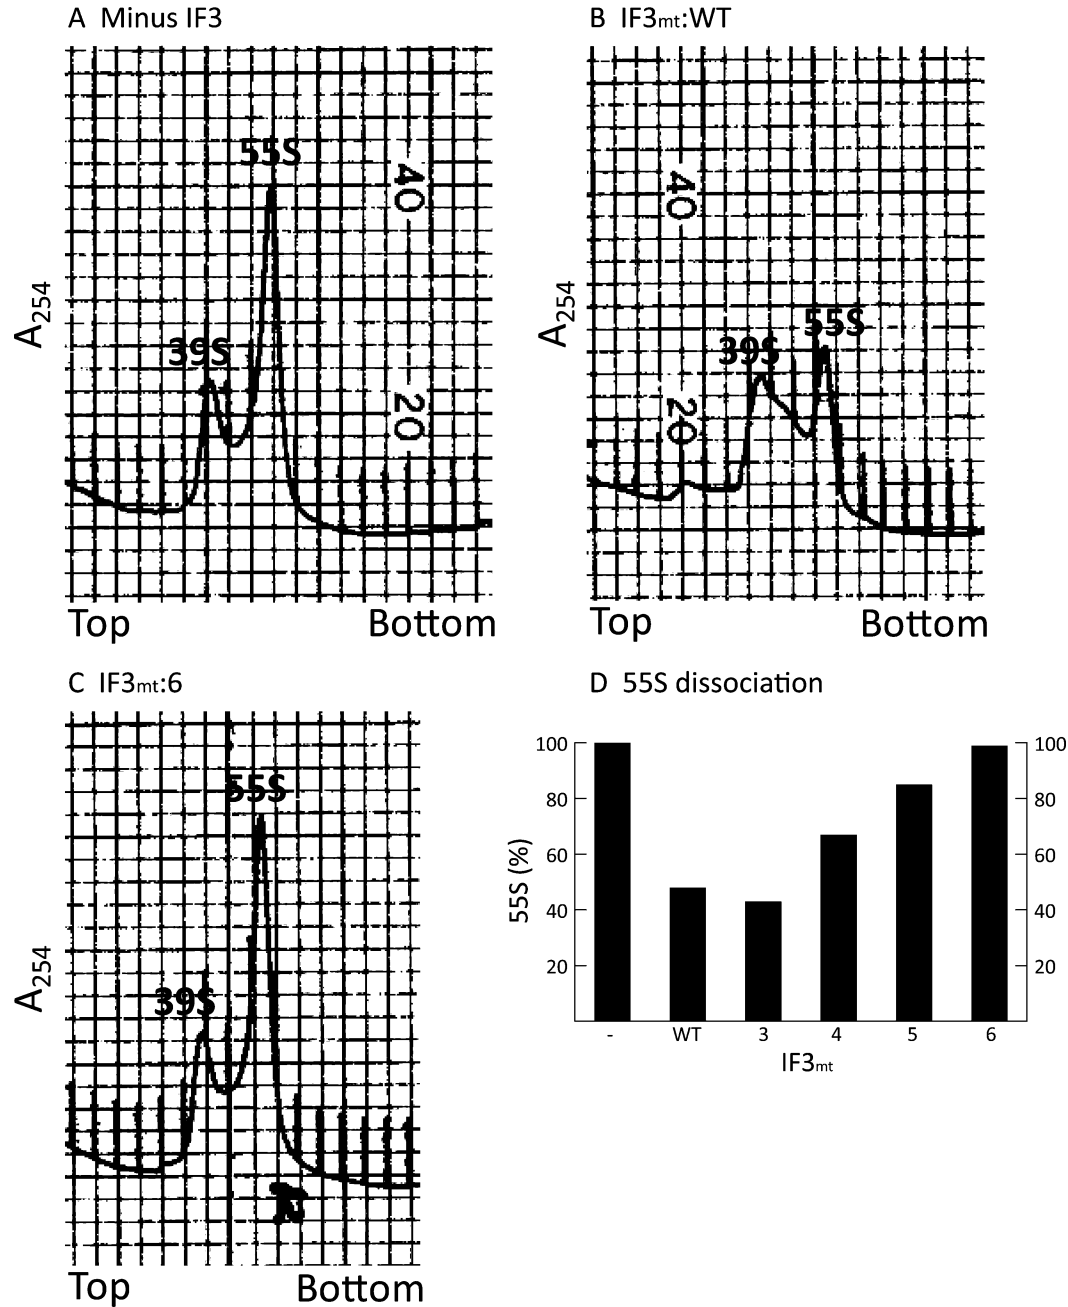 A Minus IF3
55S
40
39S
20
A254
Top Bottom
B IF3mt:WT
40
55S
39S
20
A254
Top Bottom
C IF3mt:6
55S
39S
A254
Top Bottom
D 55S dissociation
100 100
80 80
60 60
40 40
20 20
55S (%)
- WT 3 4 5 6
IF3mt